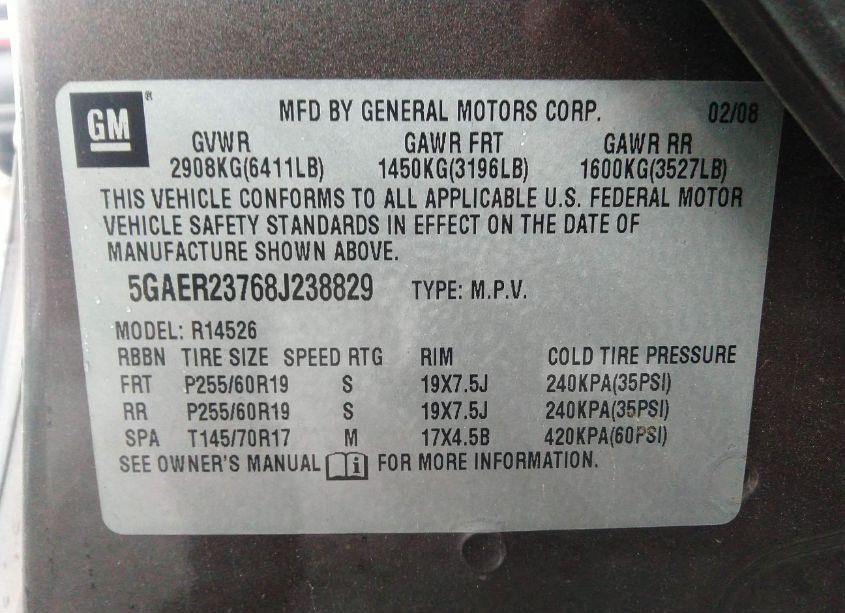 GM ® MFD BY GENERAL MOTORS CORP. 02/08
GVWR GAWR FRT GAWR RR
2908KG(6411LB) 1450KG(3196LB) 1600KG(3527LB)
THIS VEHICLE CONFORMS TO ALL APPLICABLE U.S. FEDERAL MOTOR
VEHICLE SAFETY STANDARDS IN EFFECT ON THE DATE OF
MANUFACTURE SHOWN ABOVE.
5GAER23768J238829 TYPE: M.P.V.
MODEL: R14526
RBBN TIRE SIZE SPEED RTG RIM COLD TIRE PRESSURE
FRT P255/60R19 S 19X7.5J 240KPA(35PSI)
RR P255/60R19 S 19X7.5J 240KPA(35PSI)
SPA T145/70R17 M 17X4.5B 420KPA(60PSI)
SEE OWNER'S MANUAL i FOR MORE INFORMATION.